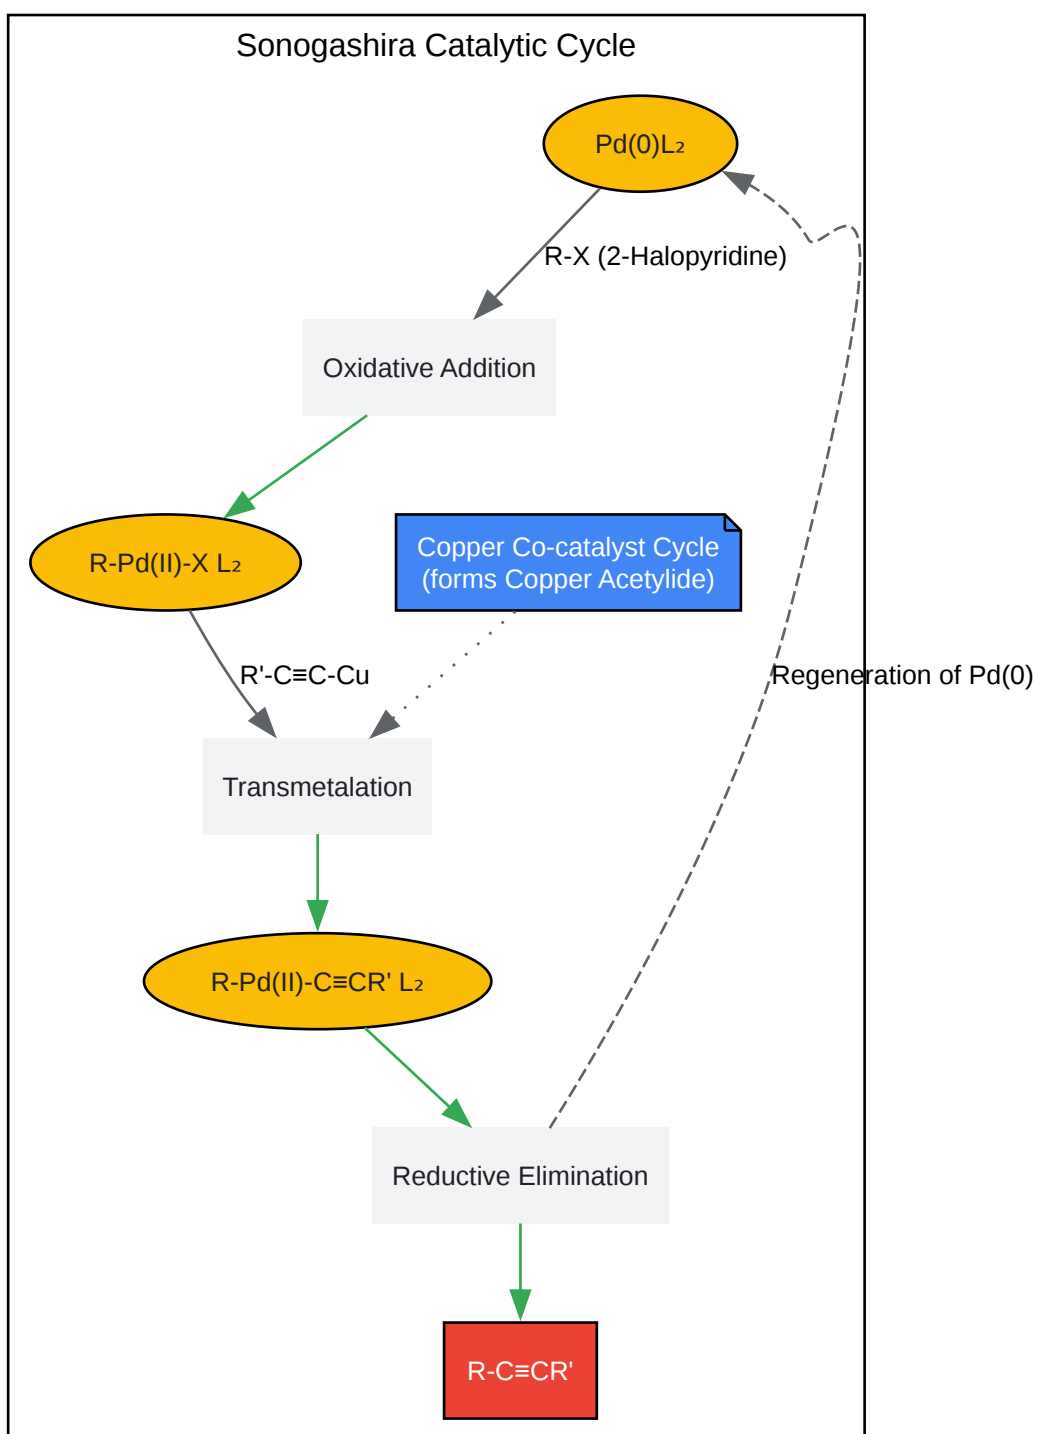 Sonogashira Catalytic Cycle
Pd(0)L₂
R-X (2-Halopyridine)
Oxidative Addition
R-Pd(II)-X L₂
Copper Co-catalyst Cycle
(forms Copper Acetylide)
R'-C≡C-Cu
Regeneration of Pd(0)
Transmetalation
R-Pd(II)-C≡CR' L₂
Reductive Elimination
R-C≡CR'